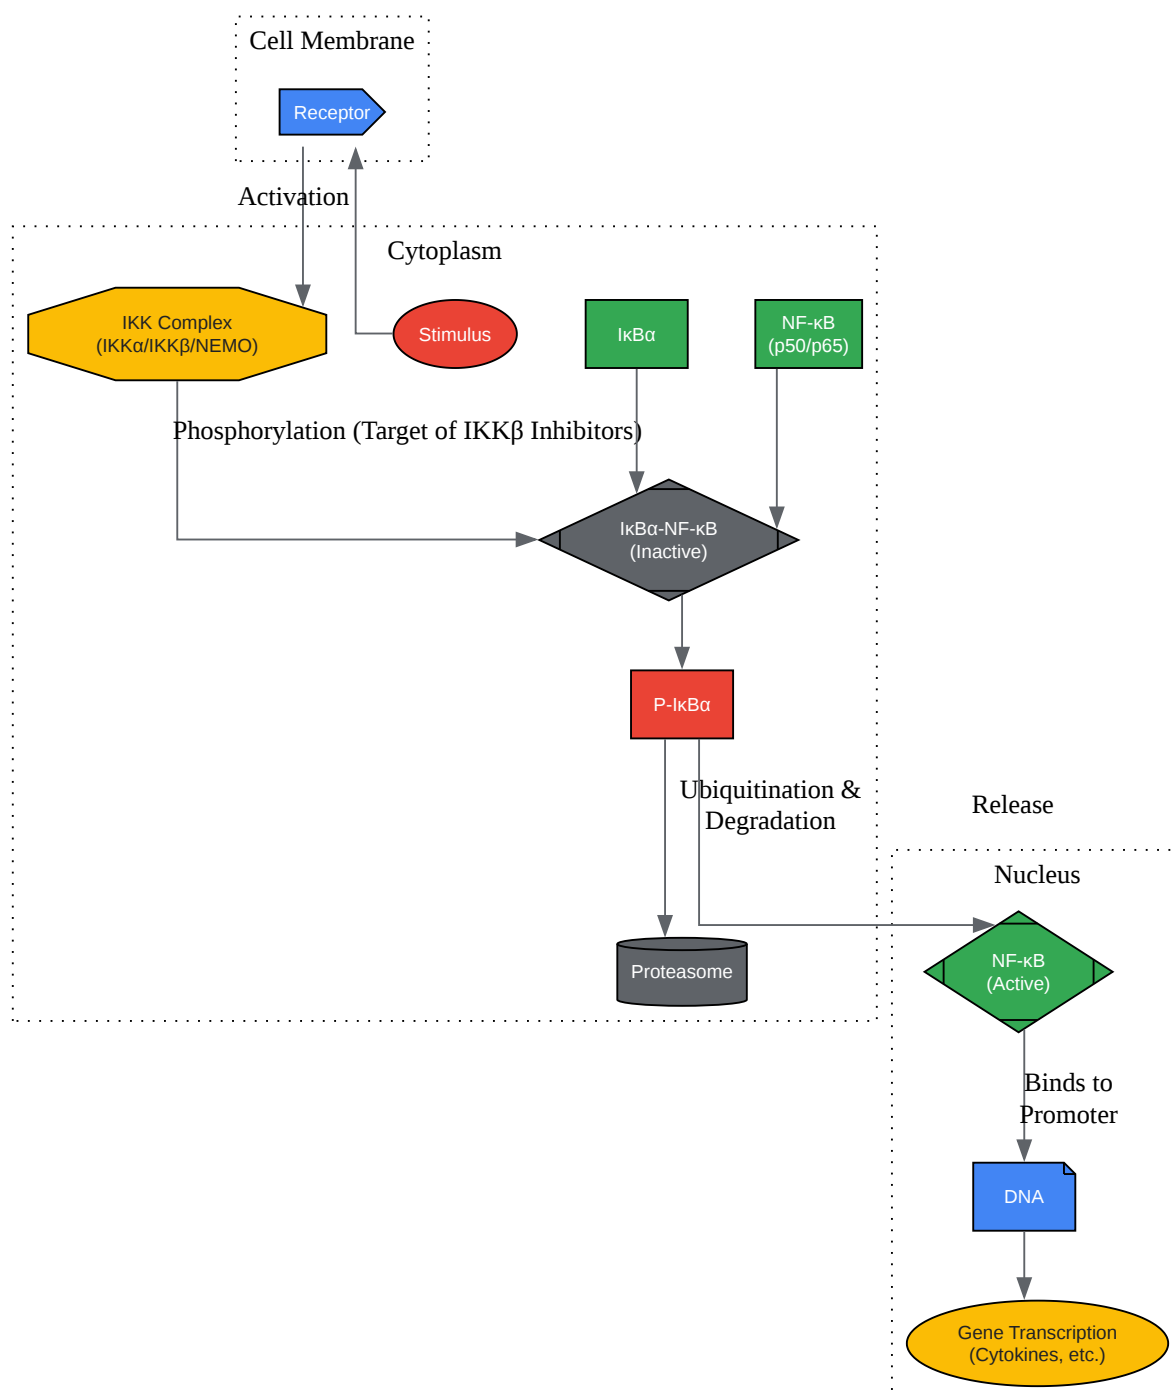 Cell Membrane
Receptor
Activation
Cytoplasm
IKK Complex
(IKKα/IKKβ/NEMO)
Stimulus
IκBα
NF-κB
(p50/p65)
Phosphorylation (Target of IKKβ Inhibitors)
IκBα-NF-κB
(Inactive)
P-IκBα
Ubiquitination &
Degradation
Release
Nucleus
Proteasome
NF-κB
(Active)
Binds to
Promoter
DNA
Gene Transcription
(Cytokines, etc.)